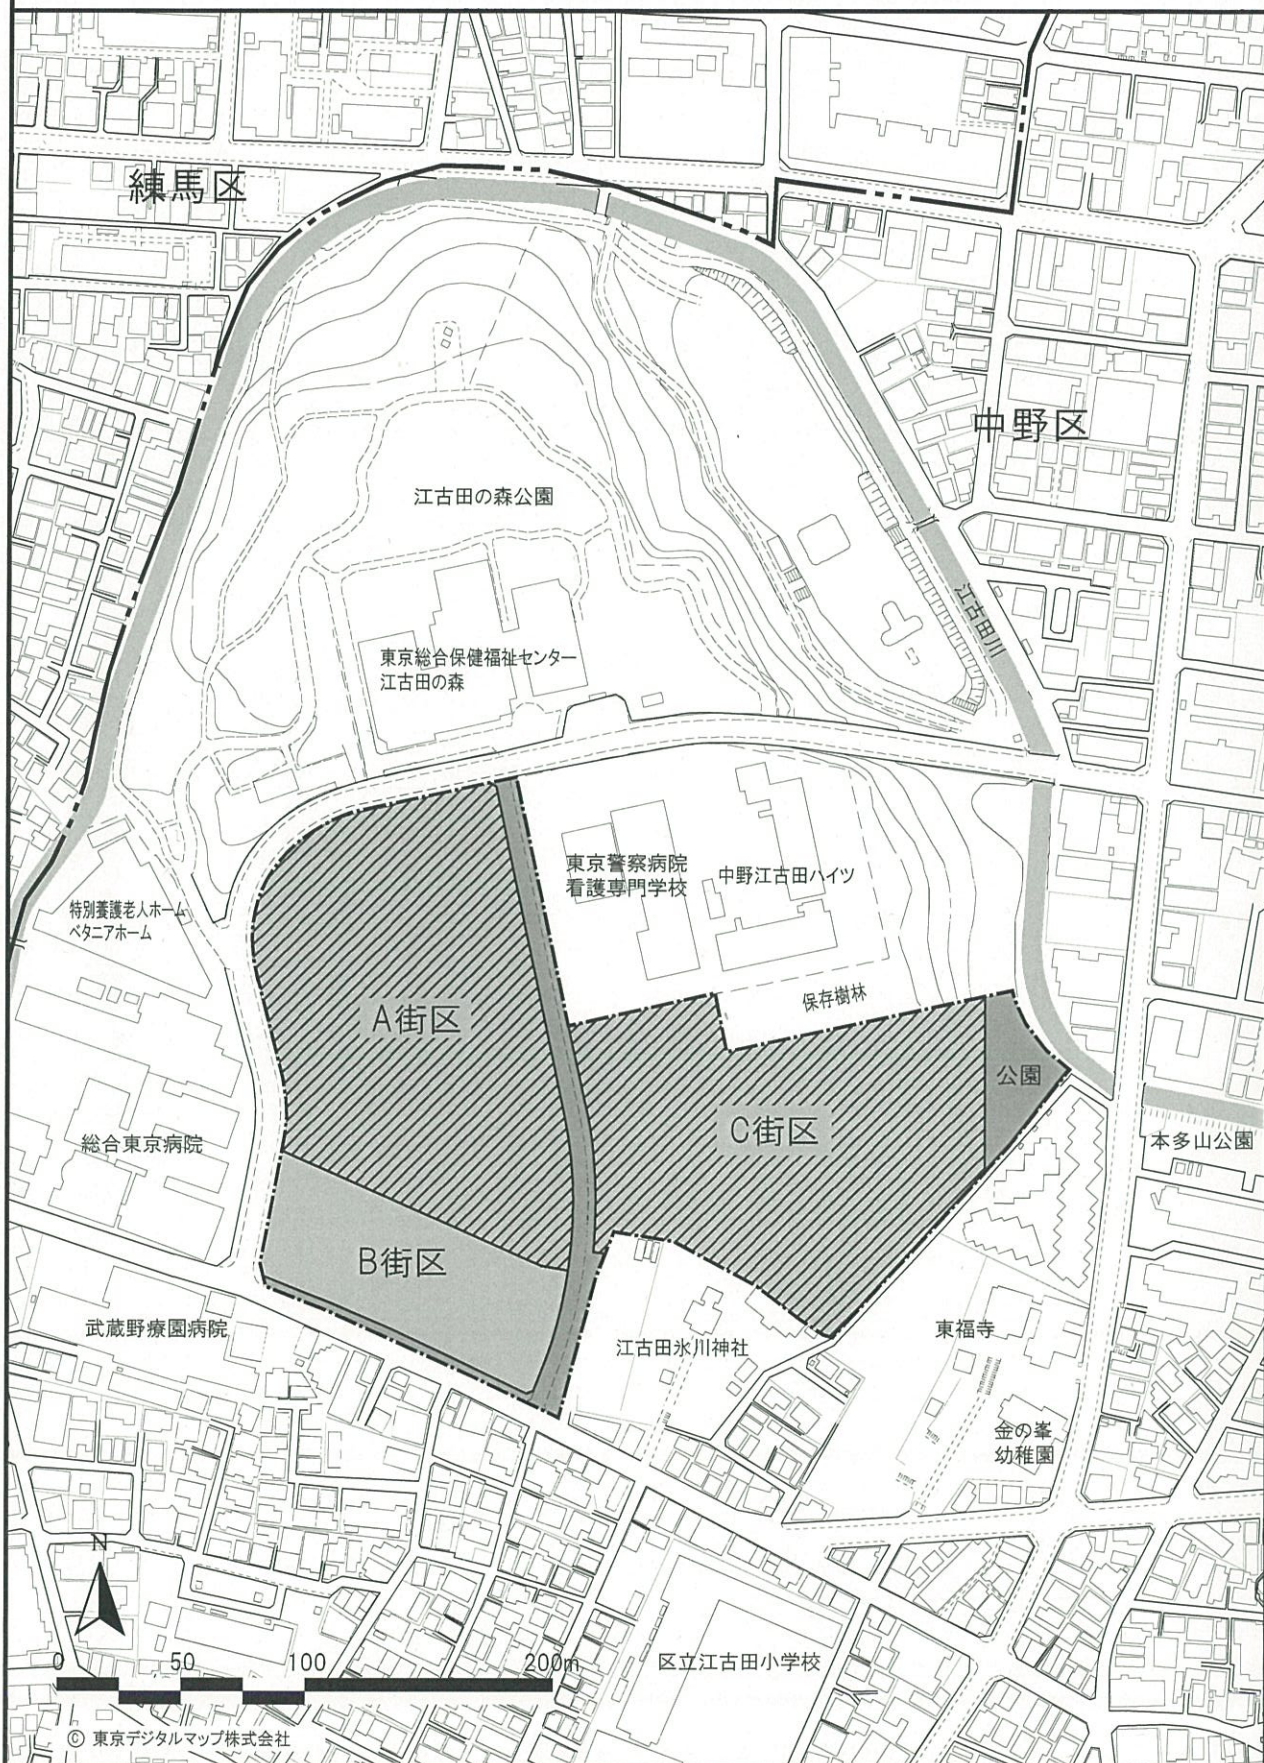 練馬区
中野区
江古田の森公園
江古田川
東京総合保健福祉センター
江古田の森
東京警察病院
看護専門学校
中野江古田ハイツ
特別養護老人ホーム
ベタニアホーム
保存樹林
A街区
公園
C街区
総合東京病院
本多山公園
B街区
武蔵野療園病院
江古田氷川神社
東福寺
金の峯
幼稚園
N
0 50 100 200m
区立江古田小学校
© 東京デジタルマップ株式会社